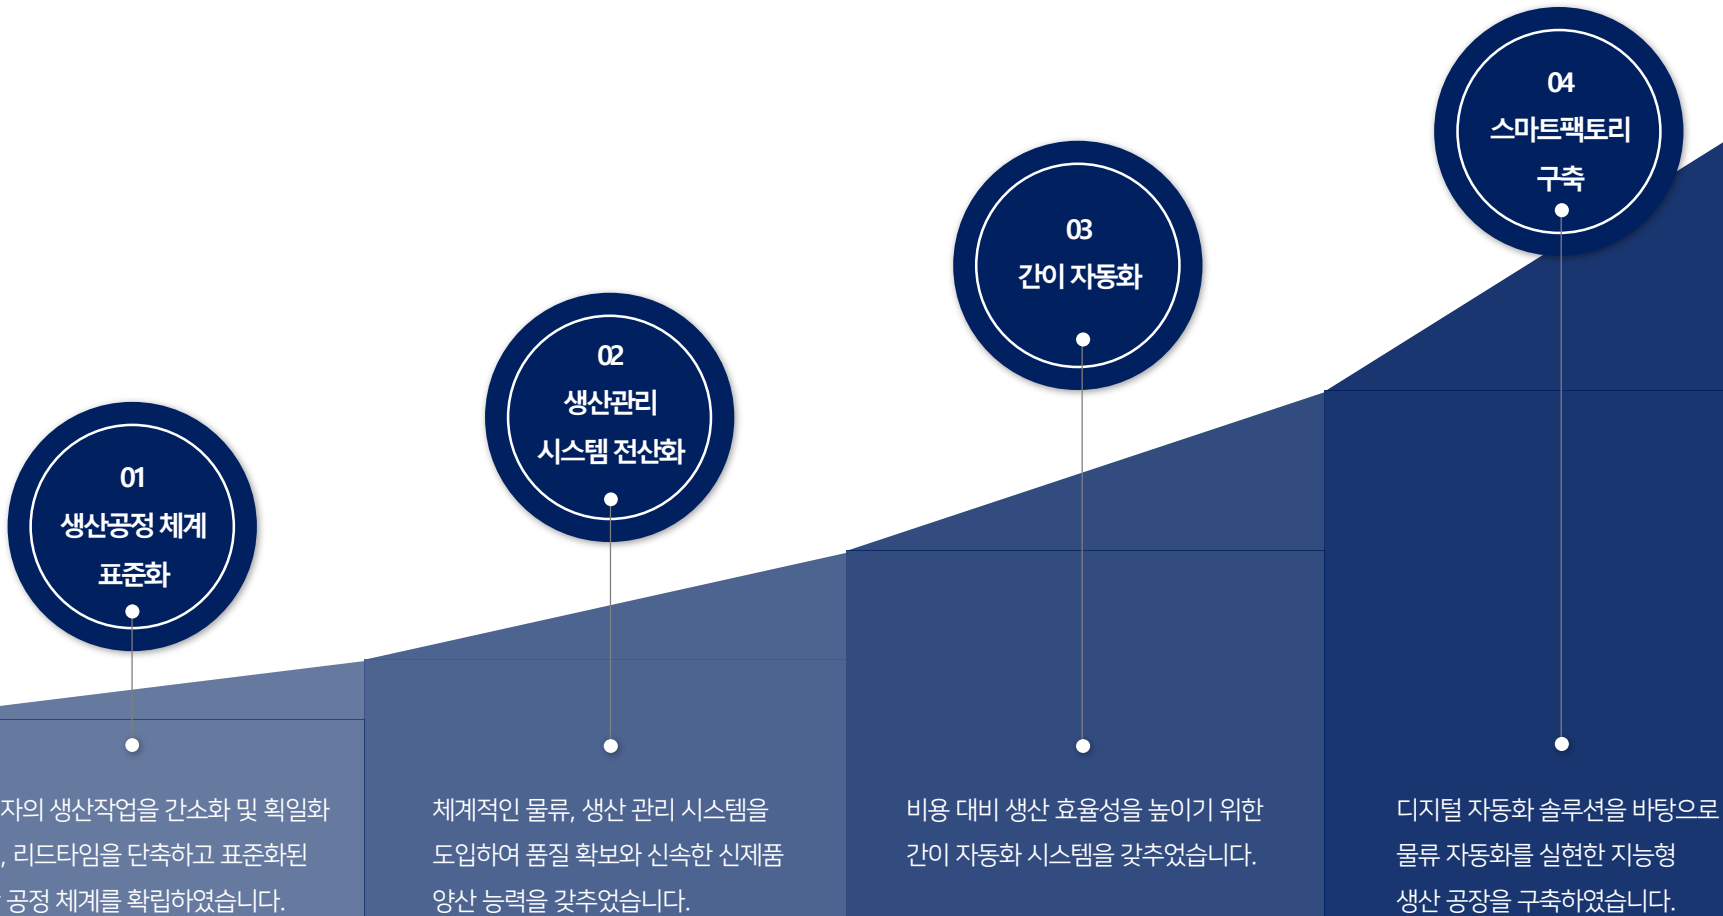 01
생산공정 체계
표준화
자의 생산작업을 간소화 및 획일화
, 리드타임을 단축하고 표준화된
공정 체계를 확립하였습니다.
02
생산관리
시스템 전산화
체계적인 물류, 생산 관리 시스템을
도입하여 품질 확보와 신속한 신제품
양산 능력을 갖추었습니다.
03
간이 자동화
비용 대비 생산 효율성을 높이기 위한
간이 자동화 시스템을 갖추었습니다.
04
스마트팩토리
구축
디지털 자동화 솔루션을 바탕으로
물류 자동화를 실현한 지능형
생산 공장을 구축하였습니다.